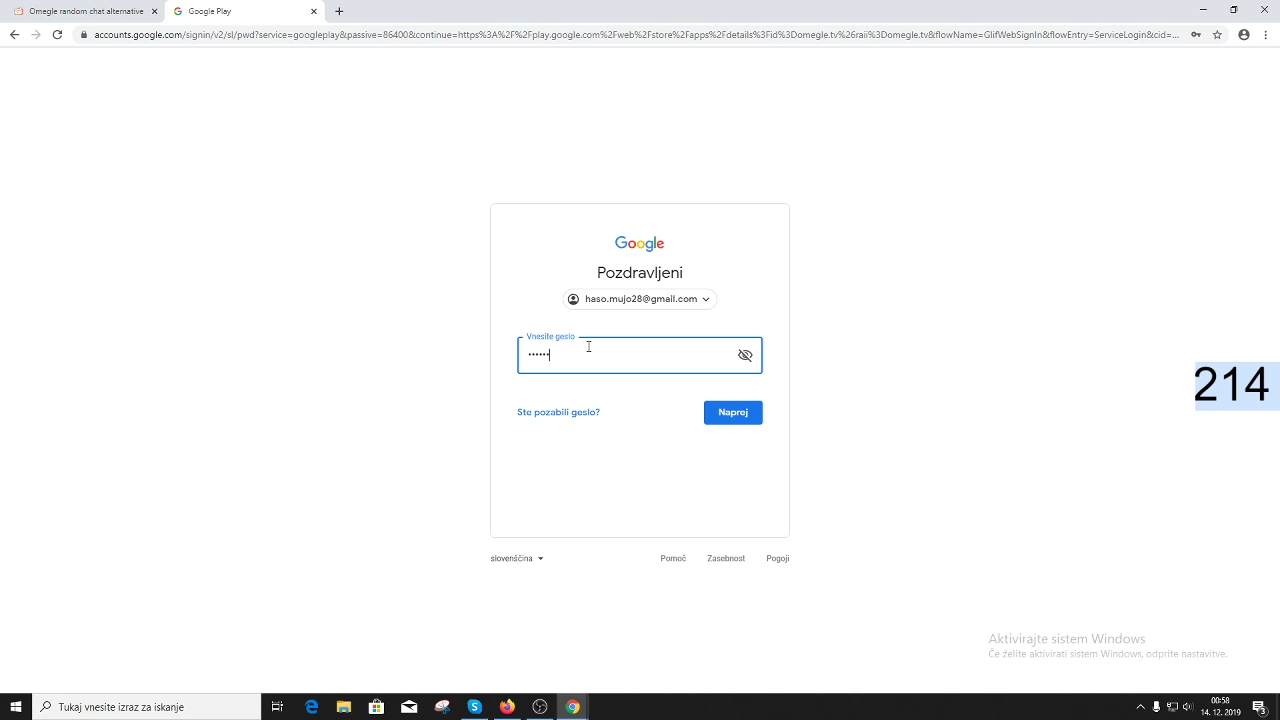 Omegle random chat alternative
Google Play
accounts.google.com/signin/v2/sl/pwd?service=googleplay&passive=86400&continue=https%3A%2F%2Fplay.google.com%2Fweb%2Fstore%2Fapps%2Fdetails%3Fid%3Domegle.tv%26raii%3Domegle.tv&flowName=GlifWebSignIn&flowEntry=ServiceLogin&cid=...
Google
Pozdravljeni
haso.mujo28@gmail.com
Vnesite geslo
••••••
214
Ste pozabili geslo?
Naprej
slovenščina
Pomoč
Zasebnost
Pogoji
Aktivirajte sistem Windows
Če želite aktivirati sistem Windows, odprite nastavitve.
Tukaj vnesite izraz za iskanje
00:58
14. 12. 2019